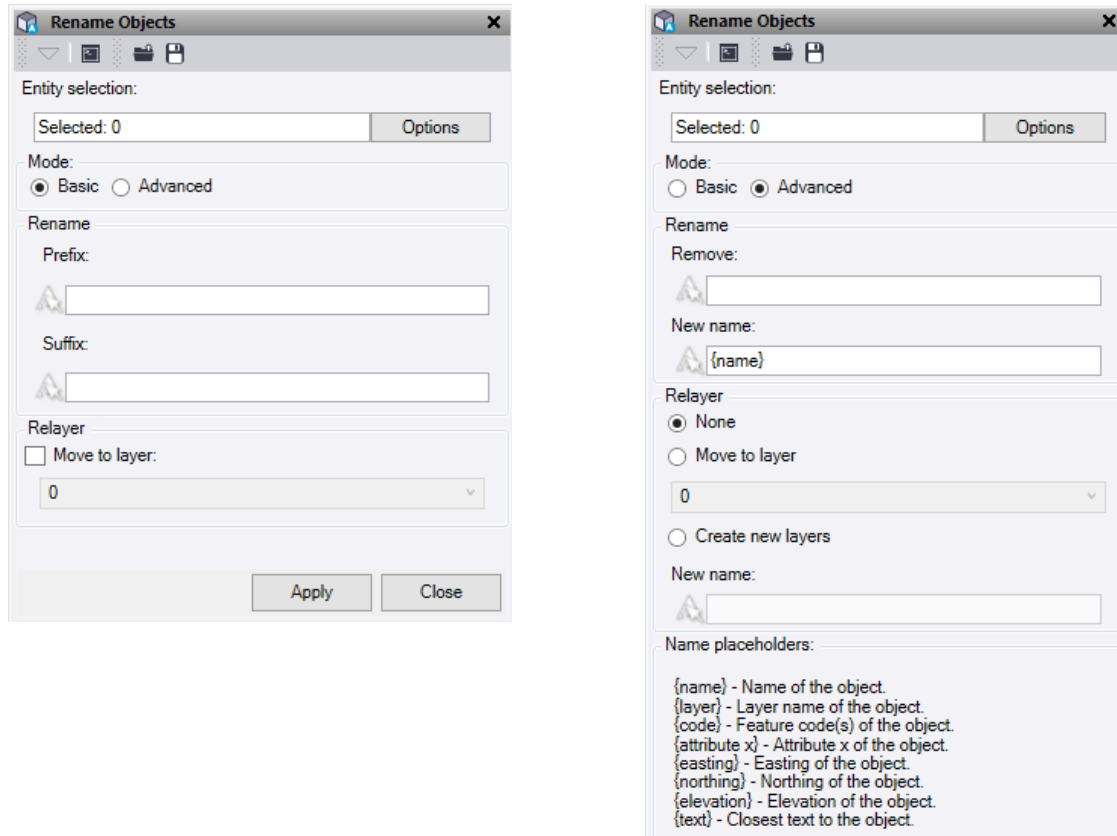 Rename Objects
Entity selection:
Selected: 0
Options
Mode:
Basic
Advanced
Rename
Prefix:
Suffix:
Relayer
Move to layer:
0
Apply
Close
Rename Objects
Entity selection:
Selected: 0
Options
Mode:
Basic
Advanced
Rename
Remove:
New name:
{name}
Relayer
None
Move to layer
0
Create new layers
New name:
Name placeholders:
{name} - Name of the object.
{layer} - Layer name of the object.
{code} - Feature code(s) of the object.
{attribute x} - Attribute x of the object.
{easting} - Easting of the object.
{northing} - Northing of the object.
{elevation} - Elevation of the object.
{text} - Closest text to the object.